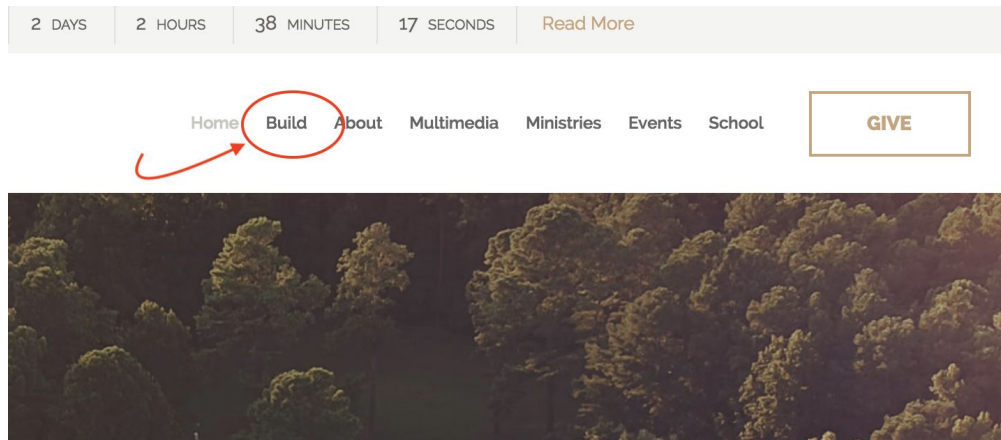 2 DAYS 2 HOURS 38 MINUTES 17 SECONDS Read More
Home Build About Multimedia Ministries Events School GIVE